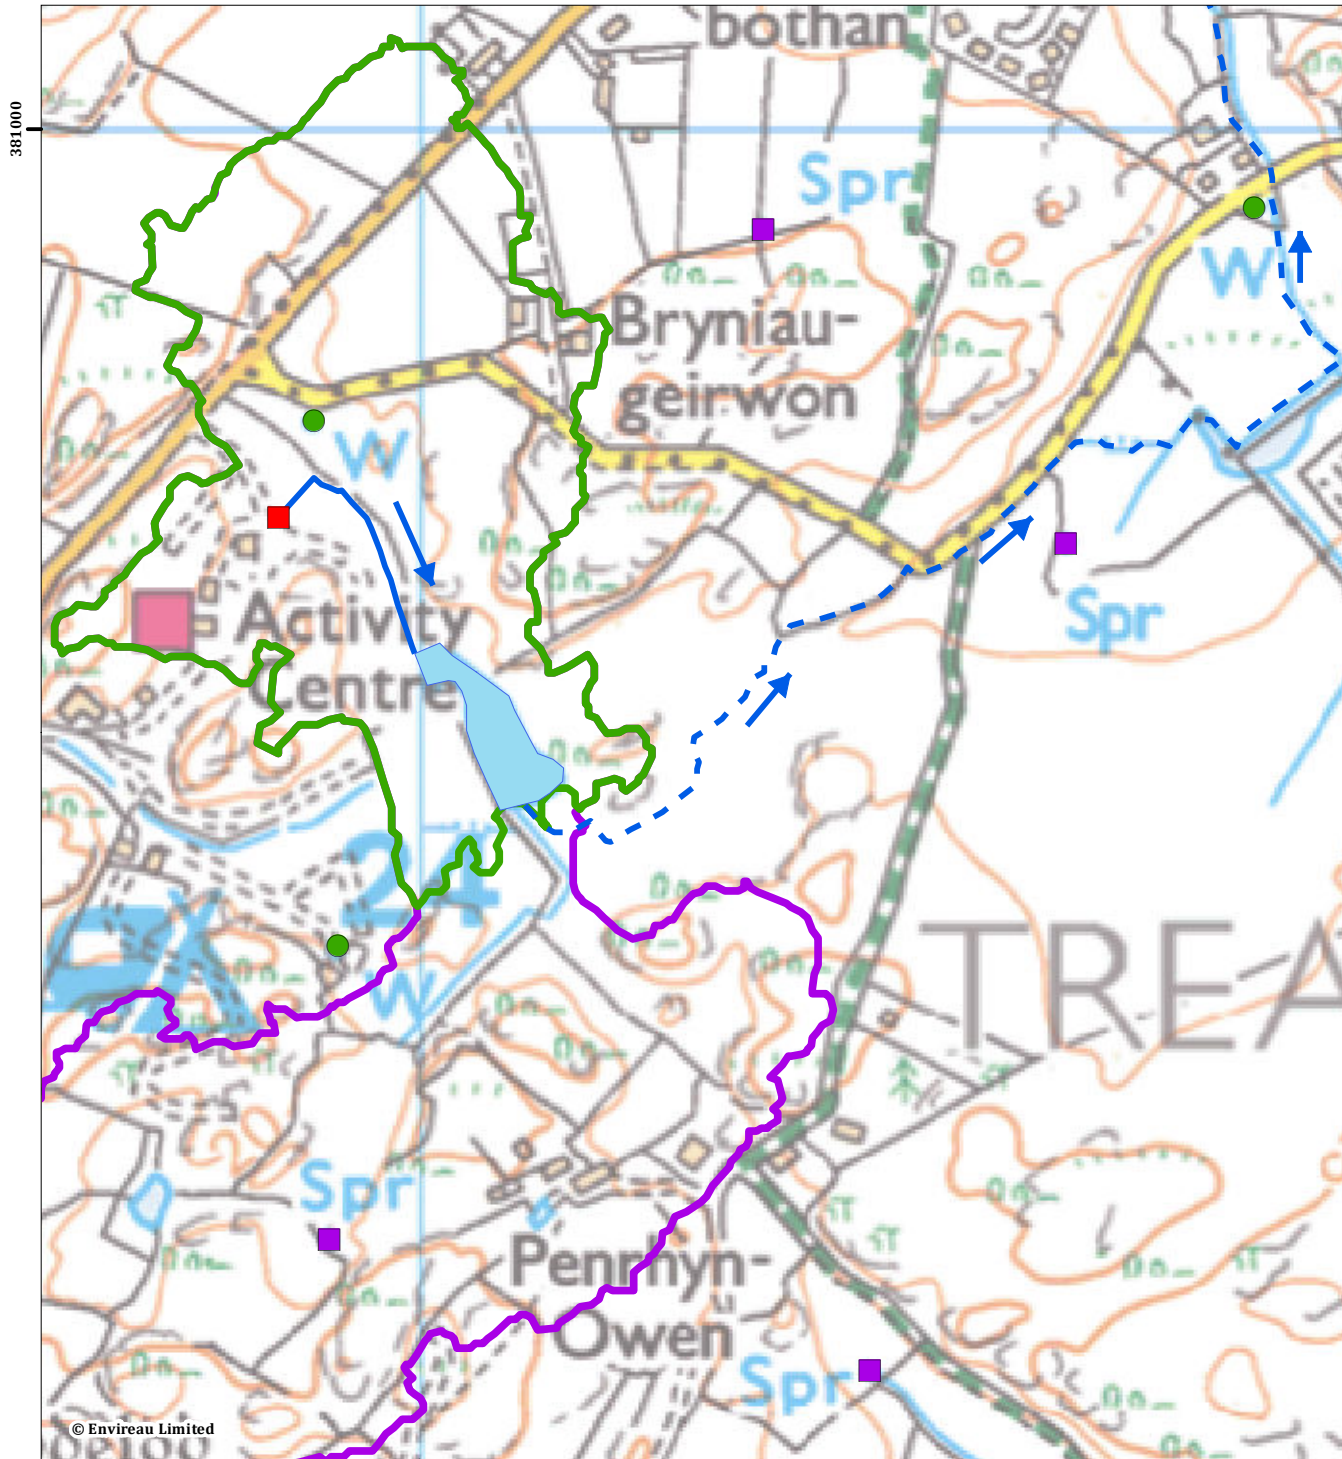 bothan
381000
Spr
Bryniau-
W
geirwon
W
Activity
Spr
Centre
24
TREA
W
Spr
Penrhyn-
Owen
Spr
© Envireau Limited